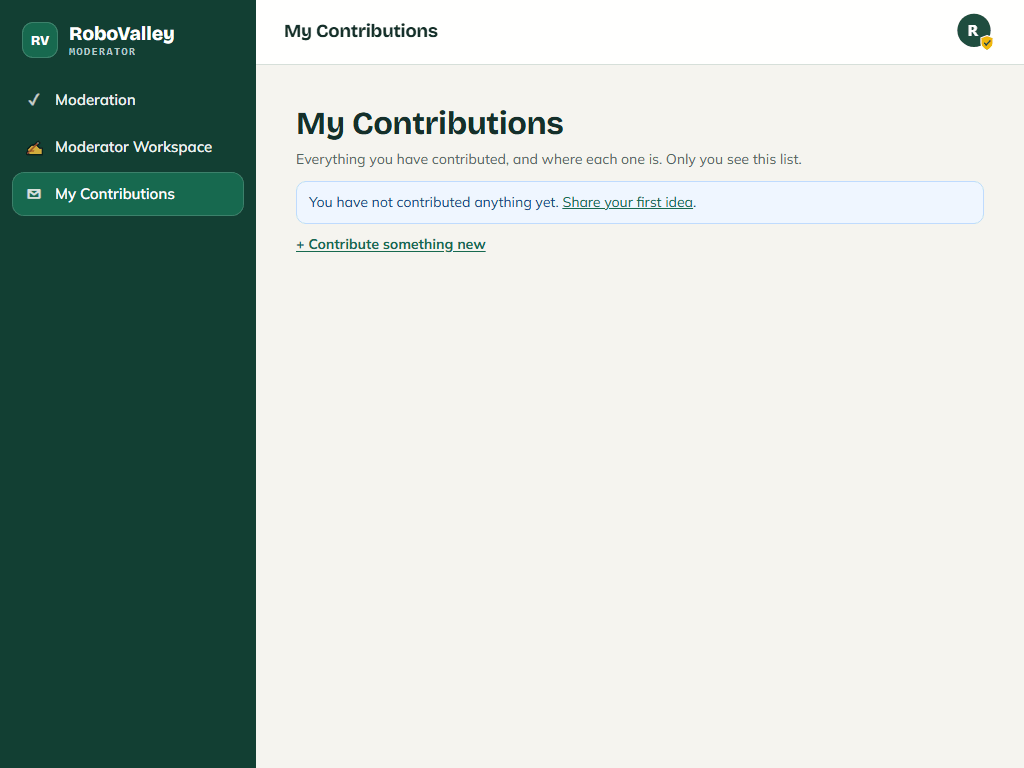 RV
RoboValley
MODERATOR
Moderation
Moderator Workspace
My Contributions
My Contributions
R
My Contributions
Everything you have contributed, and where each one is. Only you see this list.
You have not contributed anything yet. Share your first idea.
+ Contribute something new